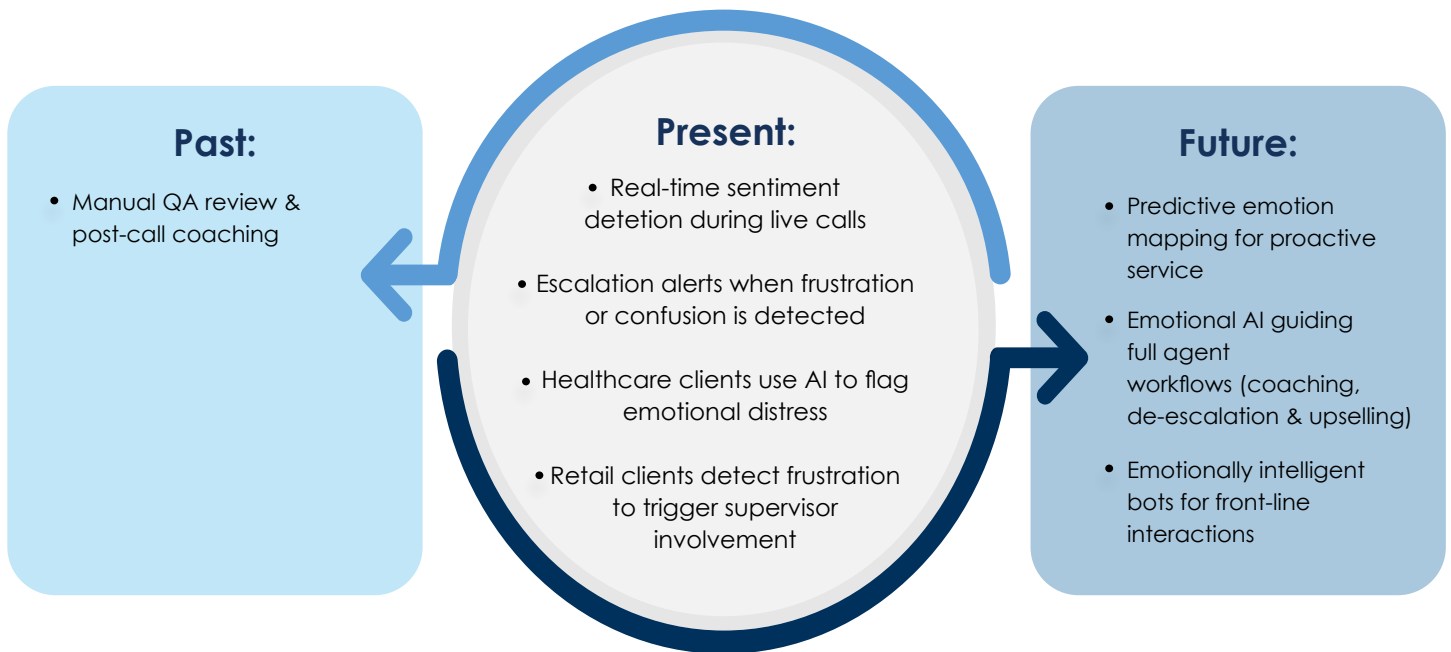 Past:
• Manual QA review &
post-call coaching
Present:
• Real-time sentiment
detetion during live calls
• Escalation alerts when frustration
or confusion is detected
• Healthcare clients use AI to flag
emotional distress
• Retail clients detect frustration
to trigger supervisor
involvement
Future:
• Predictive emotion
mapping for proactive
service
• Emotional AI guiding
full agent
workflows (coaching,
de-escalation & upselling)
• Emotionally intelligent
bots for front-line
interactions